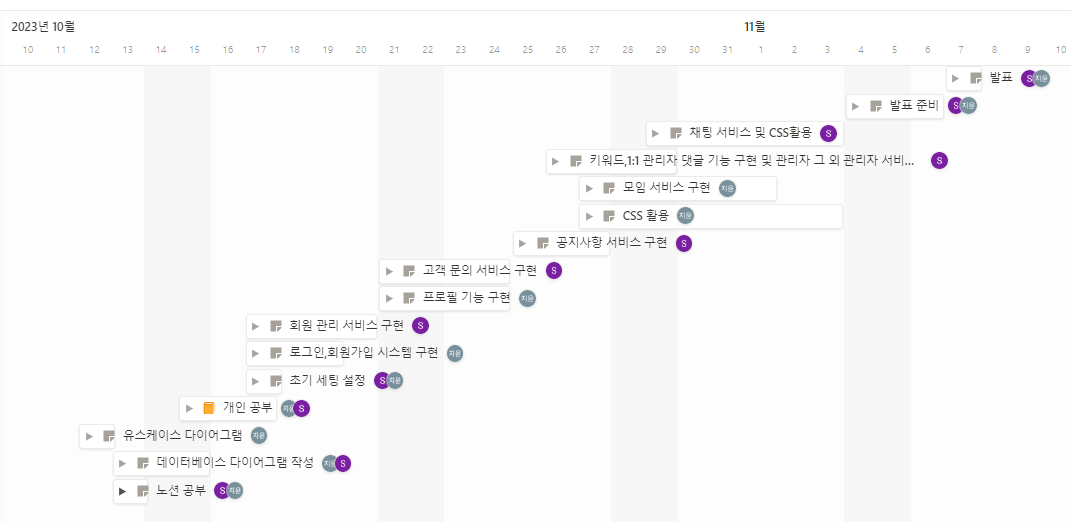 2023년 10월 11월
10 11 12 13 14 15 16 17 18 19 20 21 22 23 24 25 26 27 28 29 30 31 1 2 3 4 5 6 7 8 9 10
발표 S 지윤
발표 준비 S 지윤
채팅 서비스 및 CSS활용 S
키워드,1:1 관리자 댓글 기능 구현 및 관리자 그 외 관리자 서비... S
모임 서비스 구현 지윤
CSS 활용 지윤
공지사항 서비스 구현 S
고객 문의 서비스 구현 S
프로필 기능 구현 지윤
회원 관리 서비스 구현 S
로그인,회원가입 시스템 구현 지윤
초기 세팅 설정 S 지윤
개인 공부 지윤 S
유스케이스 다이어그램 지윤
데이터베이스 다이어그램 작성 지윤 S
노션 공부 S 지윤